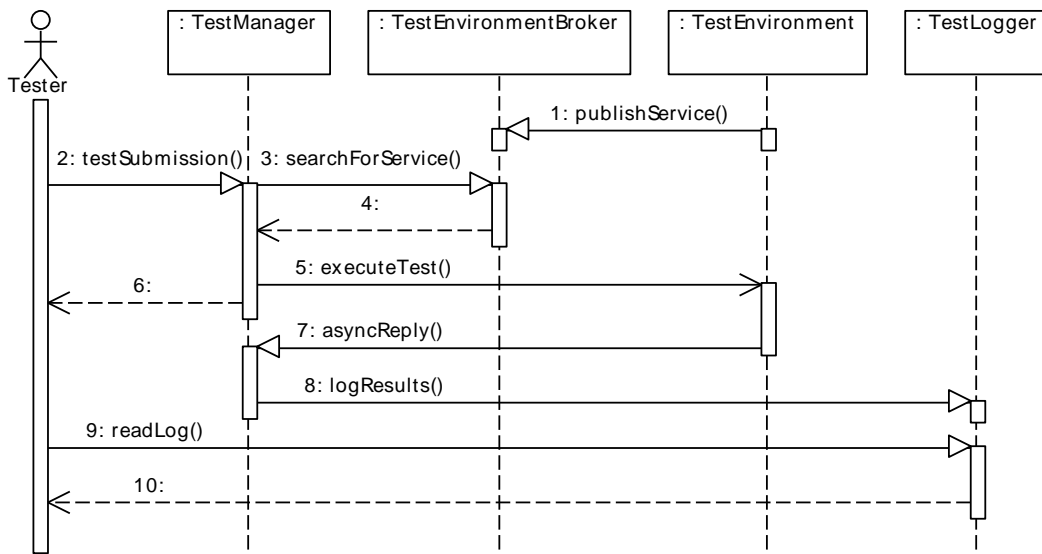 : TestManager
: TestEnvironmentBroker
: TestEnvironment
: TestLogger
Tester
1: publishService()
2: testSubmission()
3: searchForService()
4:
5: executeTest()
6:
7: asyncReply()
8: logResults()
9: readLog()
10: